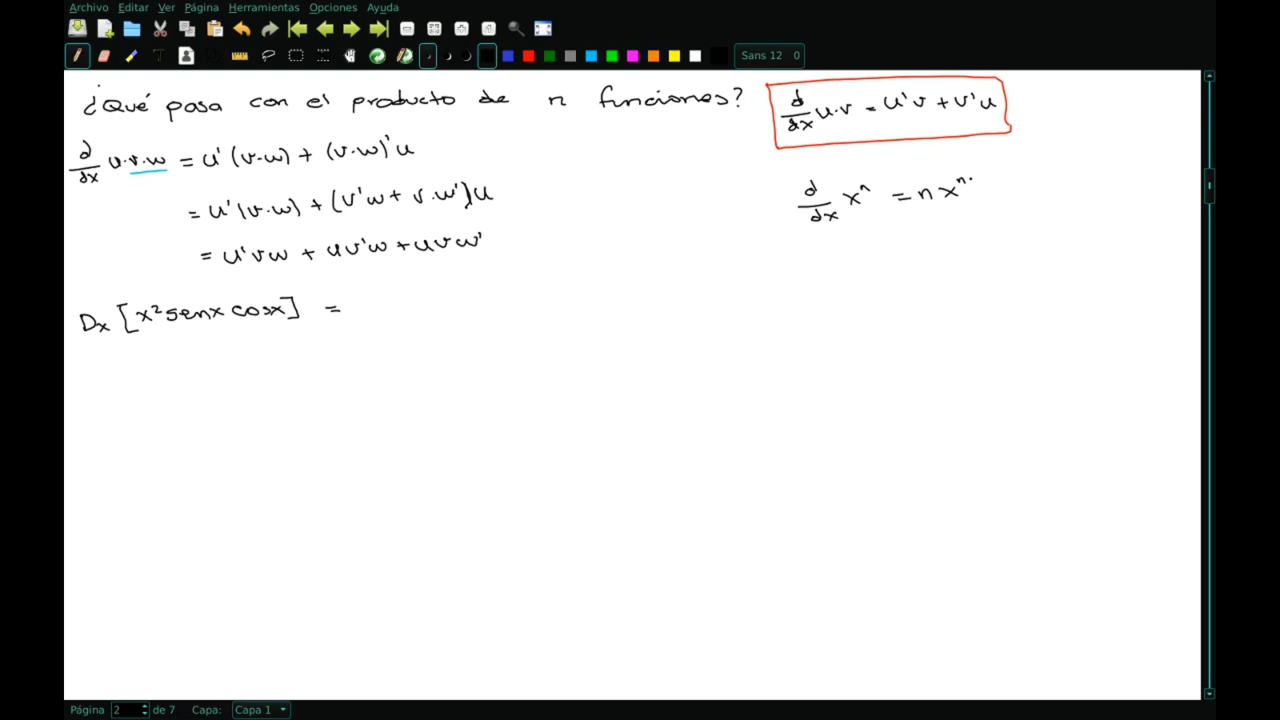 Archivo Editar Ver Página Herramientas Opciones Ayuda
Sans 12 0
¿Qué pasa con el producto de n funciones?
d/dx u·v = u'v + v'u
d/dx u·v·w = u'(v·w) + (v·w)'u
= u'(v·w) + (v'w + v·w')u
= u'vw + uv'w + uvw'
d/dx x^n = n x^n·
Dx [x² senx cosx] =
Página 2 de 7 Capa: Capa 1